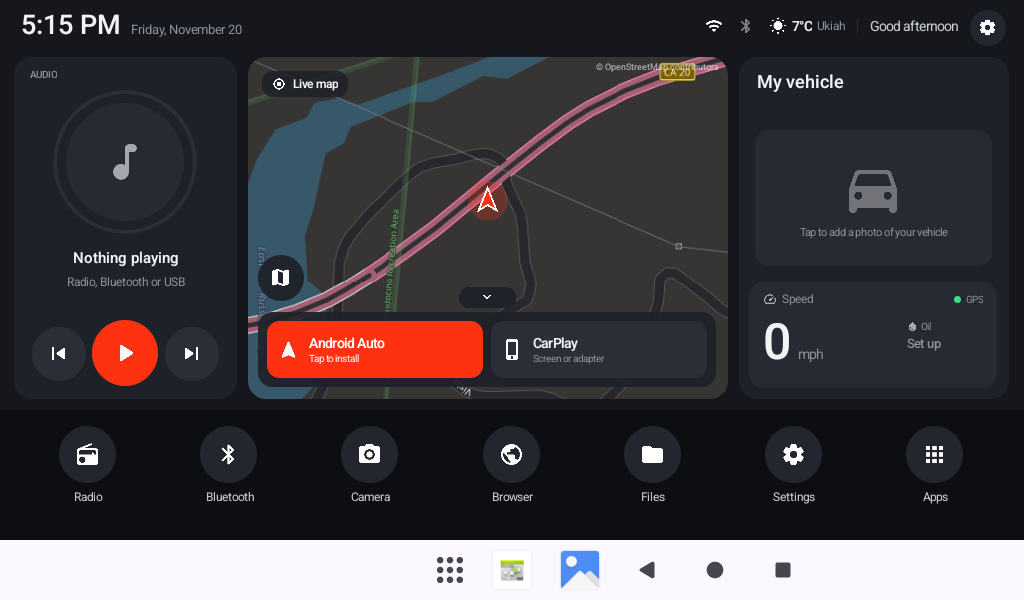 5:15 PM Friday, November 20
7°C Ukiah Good afternoon
AUDIO
Nothing playing
Radio, Bluetooth or USB
Live map
© OpenStreetMap contributors
CA 20
Recreation Area
Android Auto
Tap to install
CarPlay
Screen or adapter
My vehicle
Tap to add a photo of your vehicle
Speed
GPS
0 mph
Oil
Set up
Radio
Bluetooth
Camera
Browser
Files
Settings
Apps